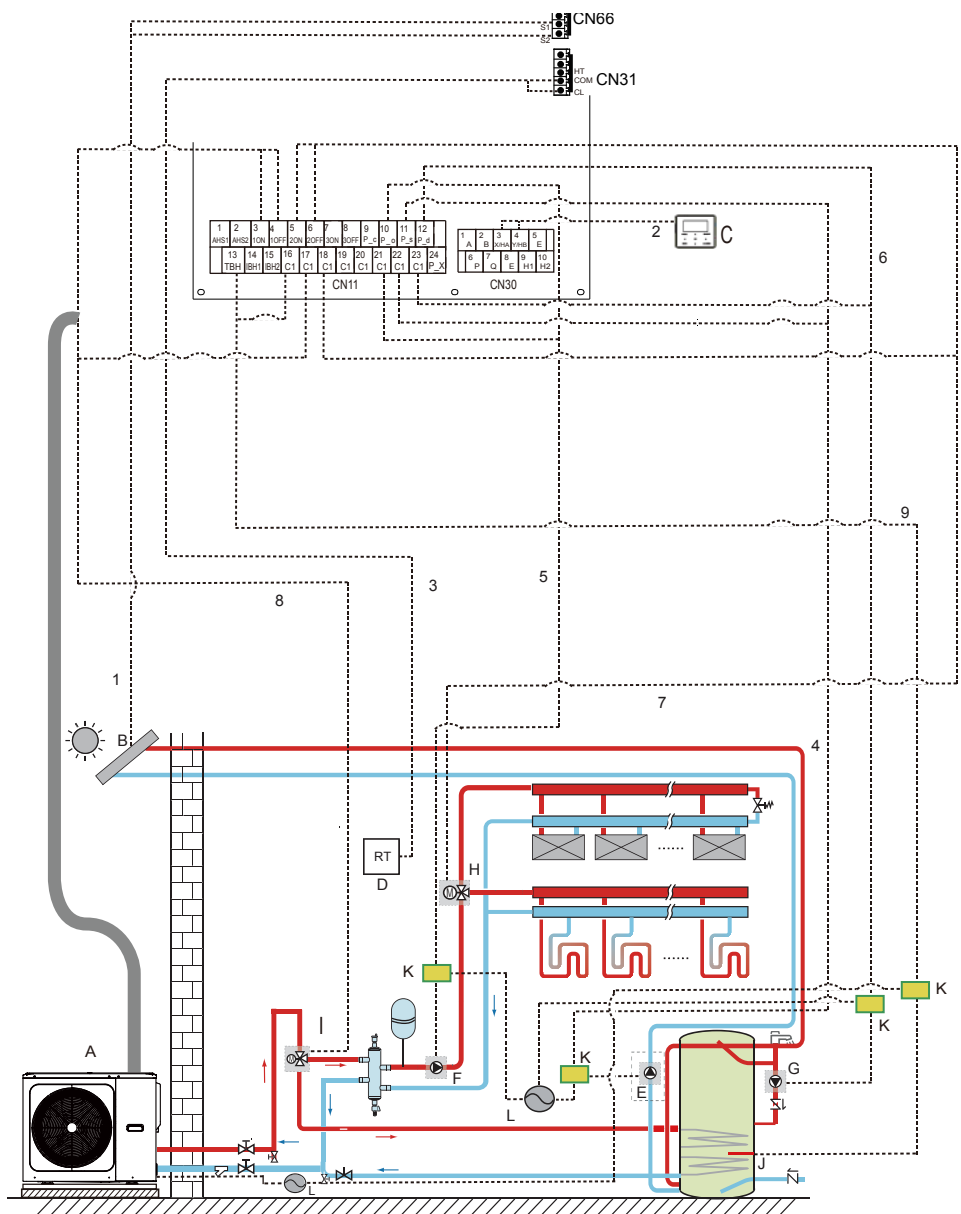 CN66
S1
S2
HT
COM
CL
CN31
1 2 3 4 5 6 7 8 9 10 11 12
AHS1 AHS2 1ON 1OFF 2ON 2OFF 3ON 3OFF P_c P_o P_s P_d
13 14 15 16 17 18 19 20 21 22 23 24
TBH IBH1 IBH2 C1 C1 C1 C1 C1 C1 C1 C1 P_X
CN11
1 2 3 4 5
A B X/HA Y/HB E
6 7 8 9 10
P Q E H1 H2
CN30
2
C
6
9
5
3
8
1
7
4
B
RT
D
H
K
K
K
I
A
F
K
E
G
L
J
L
M
M